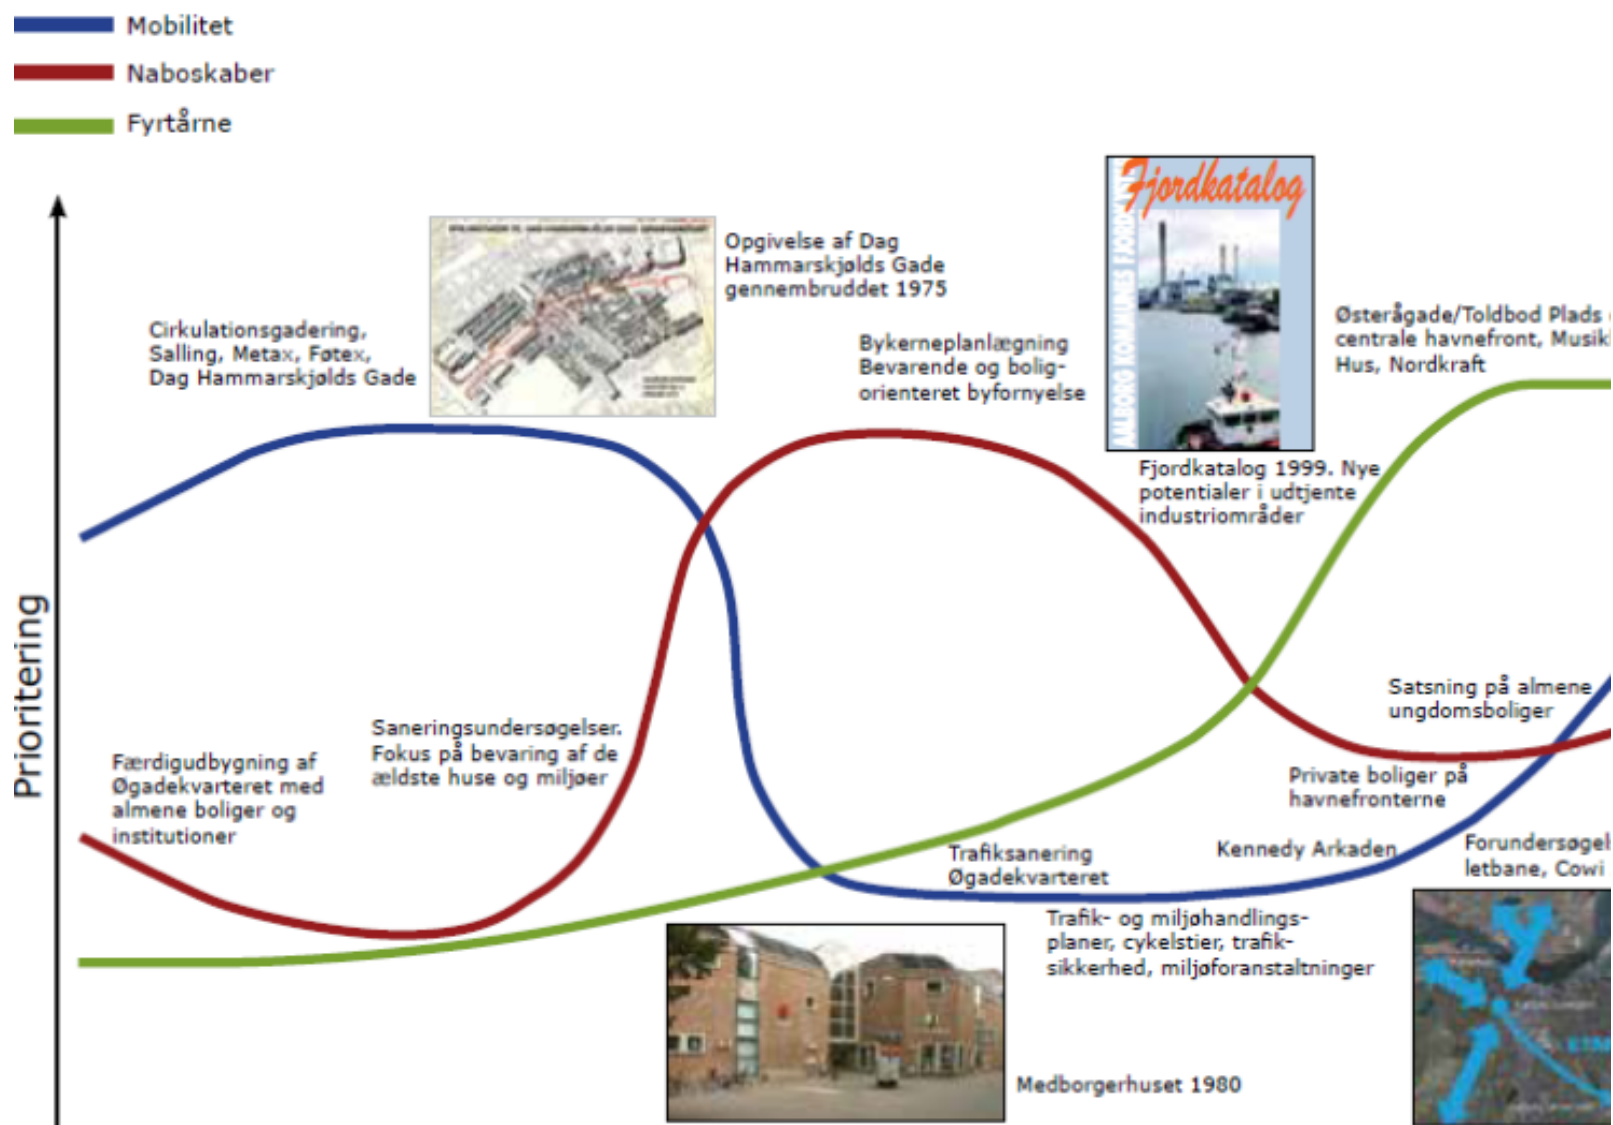 Mobilitet
Naboskaber
Fyrtårne
Prioritering
Cirkulationsgadering,
Salling, Metax, Føtex,
Dag Hammarskjølds Gade
Opgivelse af Dag
Hammarskjølds Gade
gennembruddet 1975
Bykerneplanlægning
Bevarende og bolig-
orienteret byfornyelse
Fjordkatalog
AALBORG KOMMUNES FJORDKYST
Fjordkatalog 1999. Nye
potentialer i udtjente
industriområder
Østerågade/Toldbod Plads
centrale havnefront, Musik
Hus, Nordkraft
Færdigudbygning af
Øgadekvarteret med
almene boliger og
institutioner
Saneringsundersøgelser.
Fokus på bevaring af de
ældste huse og miljøer
Satsning på almene
ungdomsboliger
Private boliger på
havnefronterne
Trafiksanering
Øgadekvarteret
Kennedy Arkaden
Forundersøgels
letbane, Cowi
Trafik- og miljøhandlings-
planer, cykelstier, trafik-
sikkerhed, miljøforanstaltninger
Medborgerhuset 1980